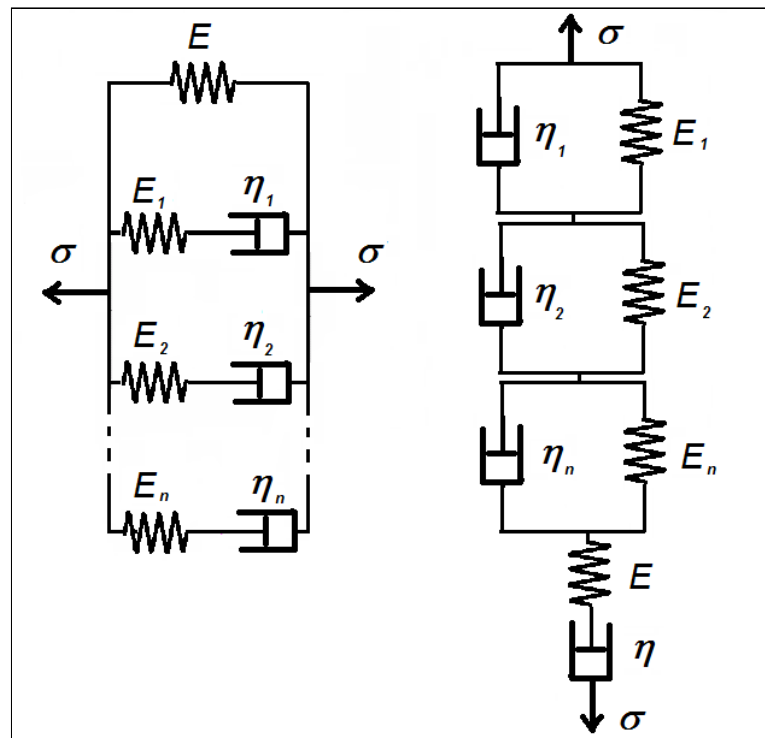 E
E₁ η₁
σ σ
E₂ η₂
Eₙ ηₙ
σ
η₁ E₁
η₂ E₂
ηₙ Eₙ
E
η
σ